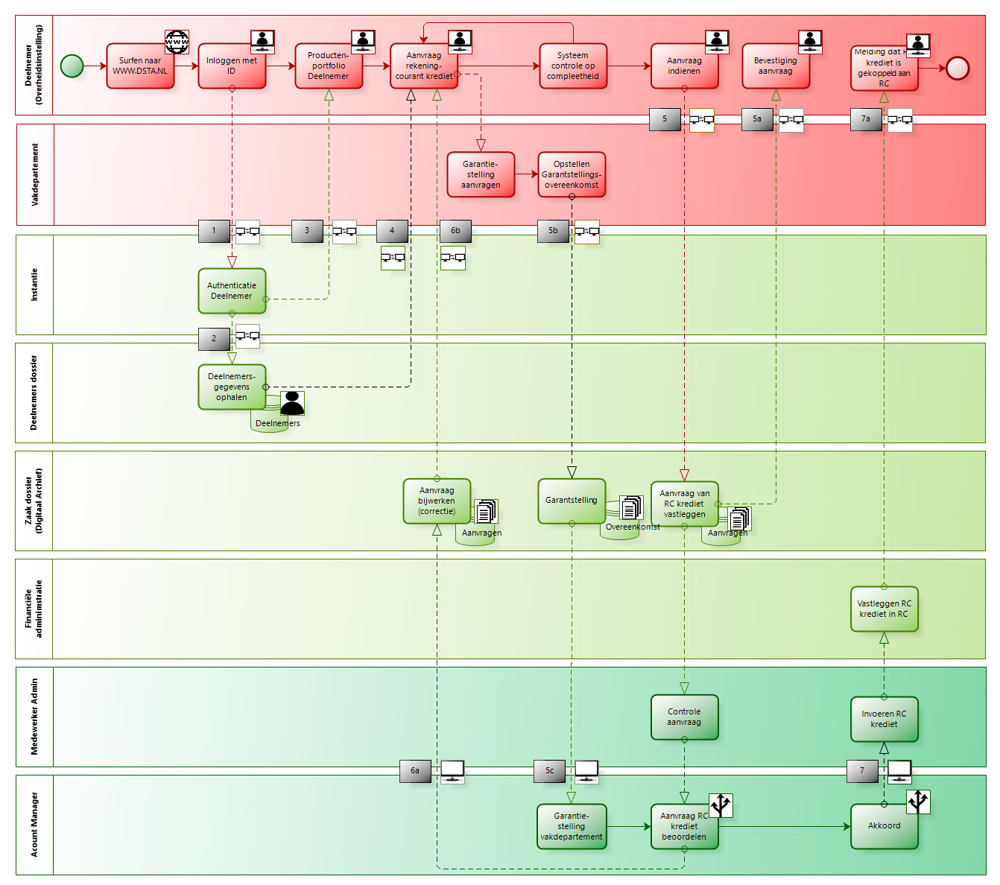 Deelnemer
(Overheidsinstelling)
Surfen naar
WWW.DSTA.NL
WWW
Inloggen met
ID
Producten-
portfolio
Deelnemer
Aanvraag
rekening-
courant krediet
Systeem
controle op
compleetheid
Aanvraag
indienen
Bevestiging
aanvraag
Melding dat
krediet is
gekoppeld aan
RC
5
5a
7a
Vakdepartement
Garantie-
stelling
aanvragen
Opstellen
Garantstellings-
overeenkomst
1
3
4
6b
5b
Instantie
Authenticatie
Deelnemer
2
Deelnemers dossier
Deelnemers-
gegevens
ophalen
Deelnemers
Zaak dossier
(Digitaal Archief)
Aanvraag
bijwerken
(correctie)
Aanvragen
Garantstelling
Overeenkomst
Aanvraag van
RC krediet
vastleggen
Aanvragen
Financiële
adminimstratie
Vastleggen RC
krediet in RC
Medewerker Admin
Controle
aanvraag
Invoeren RC
krediet
6a
5c
7
Acount Manager
Garantie-
stelling
vakdepartement
Aanvraag RC
krediet
beoordelen
Akkoord